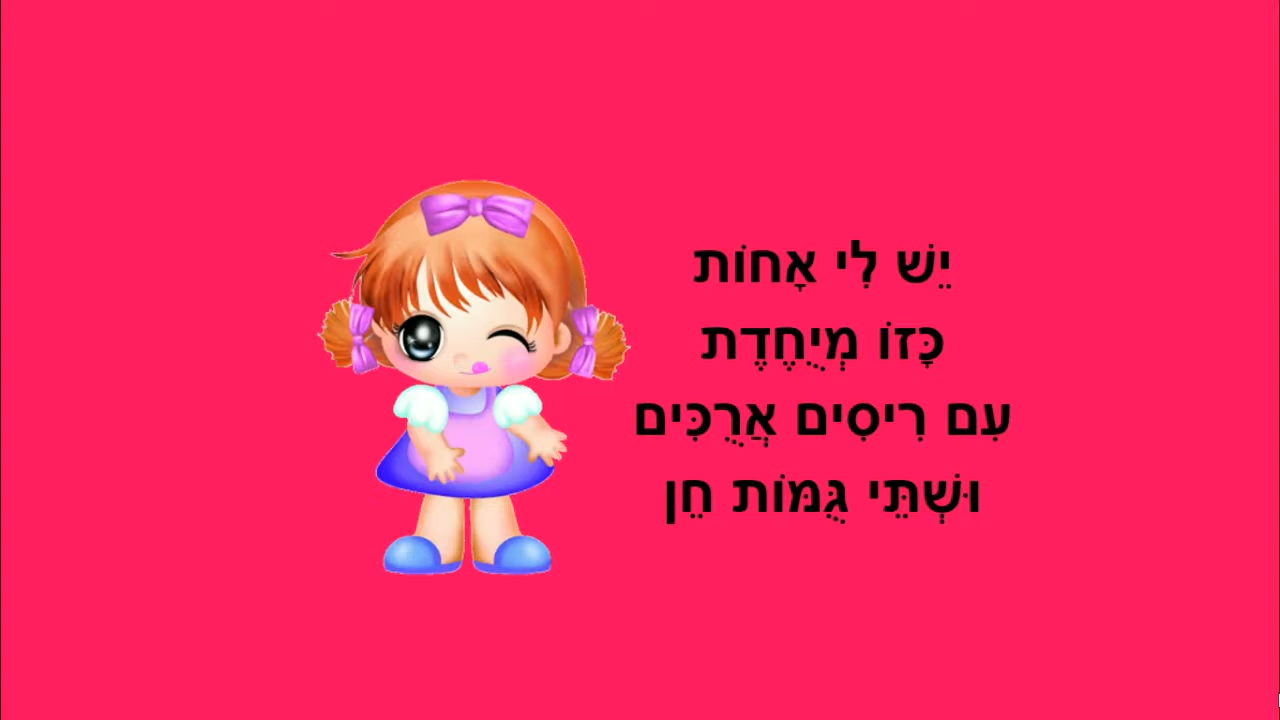 יֵשׁ לִי אָחוֹת
כָּזוֹ מְיֻחֶדֶת
עִם רִיסִים אֲרֻכִּים
וּשְׁתֵּי גֻּמּוֹת חֵן